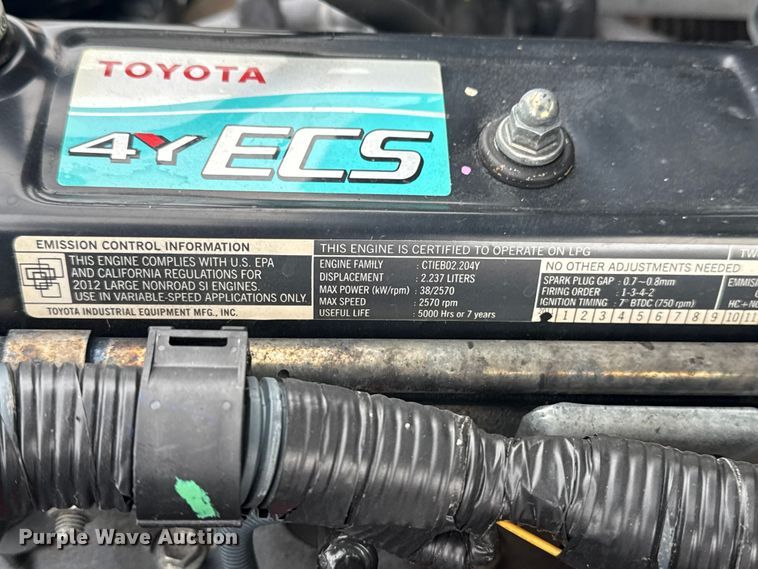 TOYOTA
4Y ECS
EMISSION CONTROL INFORMATION
THIS ENGINE COMPLIES WITH U.S. EPA
AND CALIFORNIA REGULATIONS FOR
2012 LARGE NONROAD SI ENGINES.
USE IN VARIABLE-SPEED APPLICATIONS ONLY.
TOYOTA INDUSTRIAL EQUIPMENT MFG., INC.
THIS ENGINE IS CERTIFIED TO OPERATE ON LPG
ENGINE FAMILY : CTIEB02.204Y
DISPLACEMENT : 2.237 LITERS
MAX POWER (kW/rpm) : 38/2570
MAX SPEED : 2570 rpm
USEFUL LIFE : 5000 Hrs or 7 years
NO OTHER ADJUSTMENTS NEEDED
SPARK PLUG GAP : 0.7~0.8mm
FIRING ORDER : 1-3-4-2
IGNITION TIMING : 7° BTDC (750 rpm)
1 2 3 4 5 6 7 8 9 10 11
TW
EMMIS
HC+NO
Purple Wave Auction